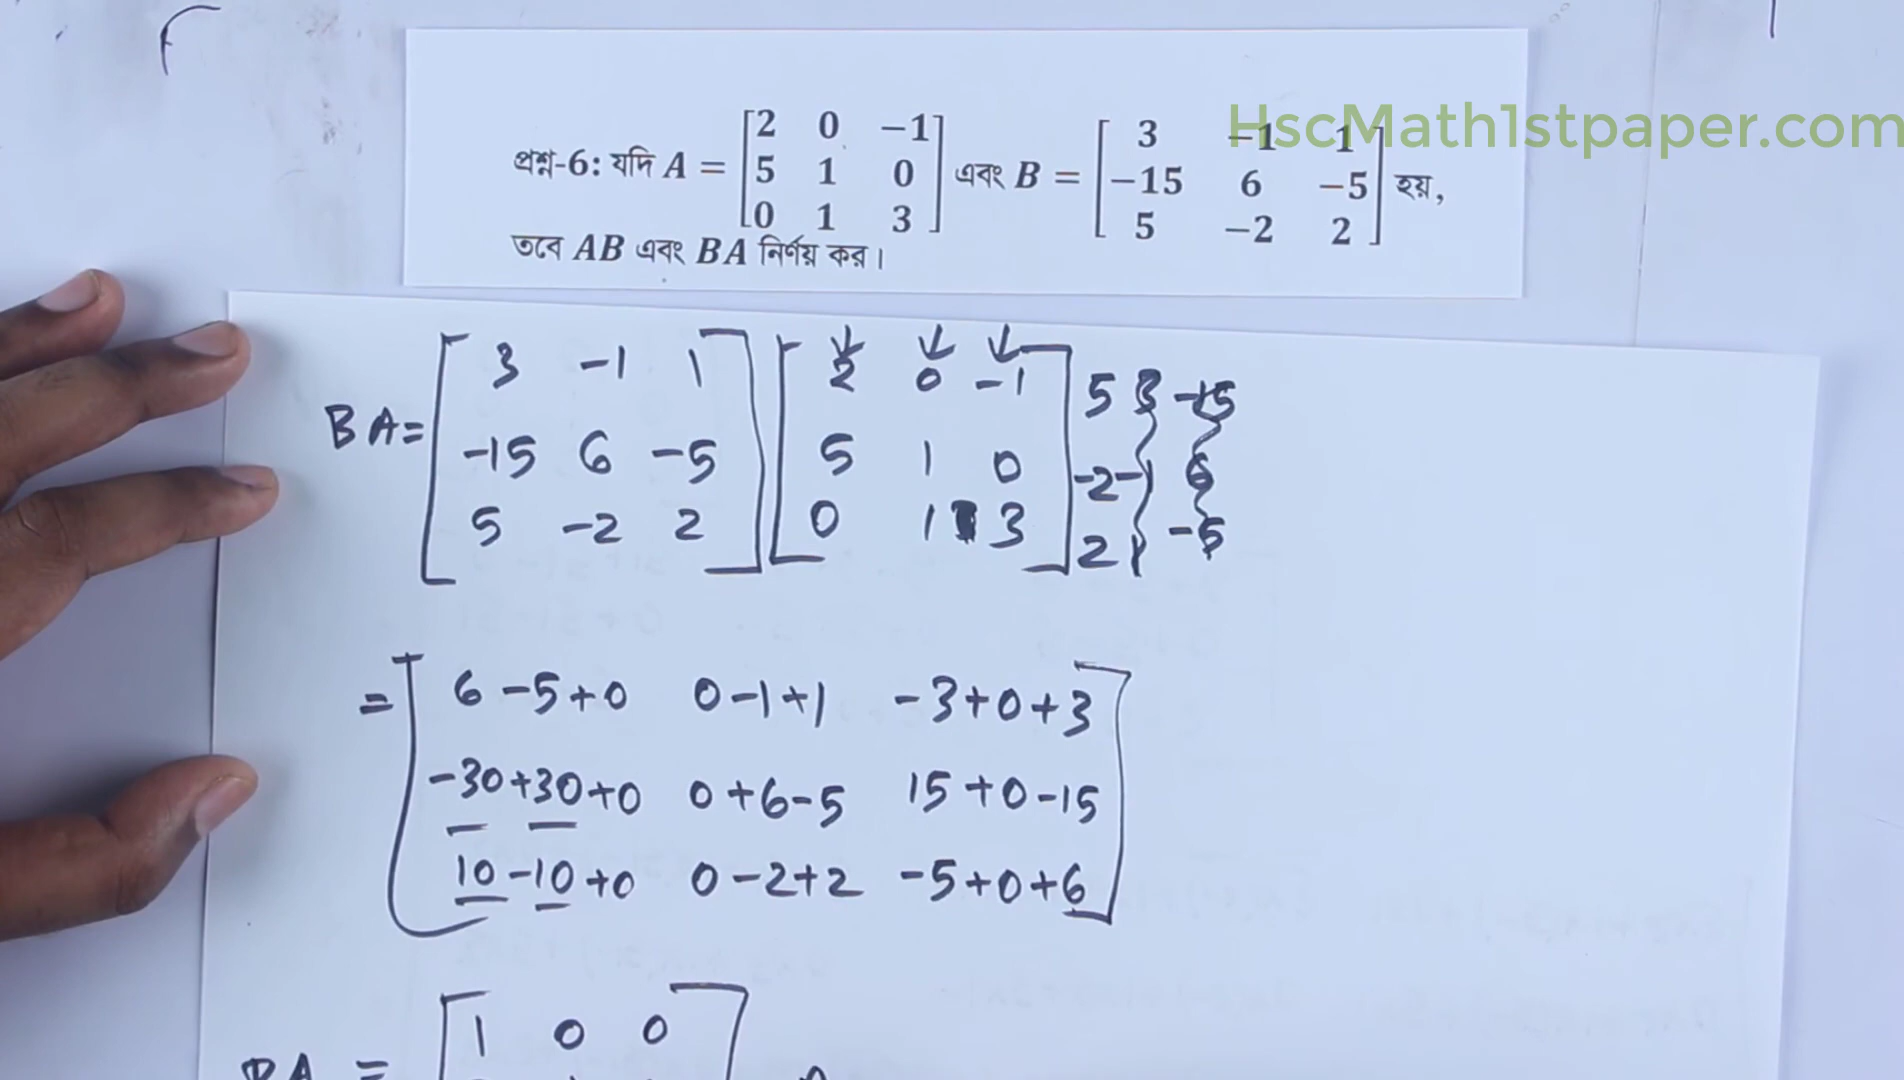 HscMath1stpaper.com
প্রশ্ন-6: যদি A = [2 0 −1
5 1 0
0 1 3] এবং B = [3 −1 1
−15 6 −5
5 −2 2] হয়,
তবে AB এবং BA নির্ণয় কর।
BA= [3 -1 1] [2 0 -1] 5 3 -15
[-15 6 -5] [5 1 0] -2 -1 6
[5 -2 2] [0 1 3] 2 1 -5
= [6-5+0 0-1+1 -3+0+3
-30+30+0 0+6-5 15+0-15
10-10+0 0-2+2 -5+0+6]
[1 0 0]
BA =